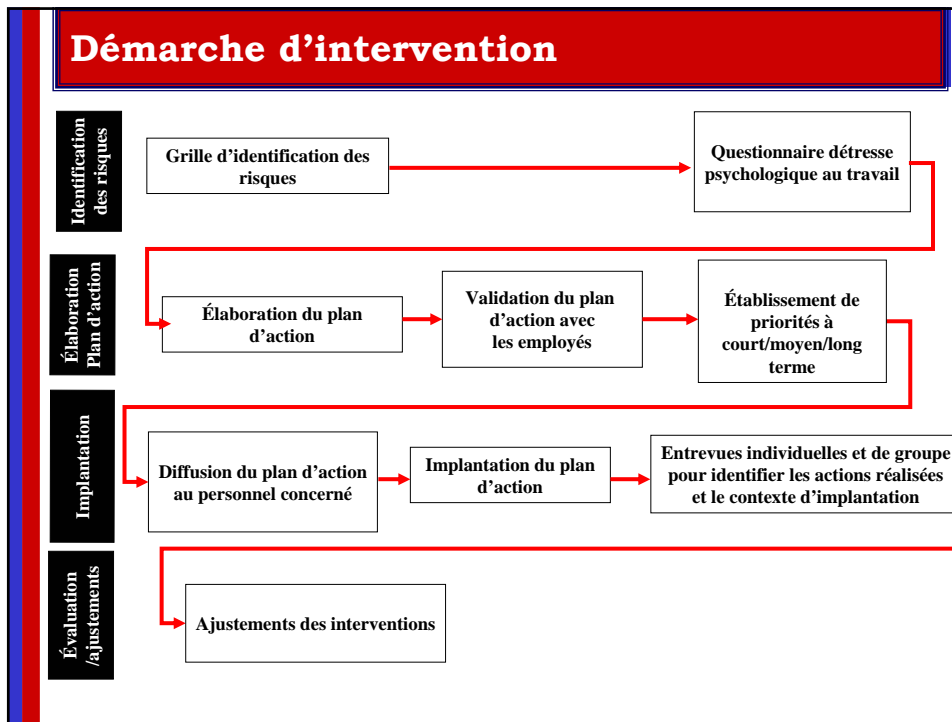 Démarche d’intervention
Identification
des risques
Grille d’identification des
risques
Questionnaire détresse
psychologique au travail
Élaboration
Plan d’action
Élaboration du plan
d’action
Validation du plan
d’action avec
les employés
Établissement de
priorités à
court/moyen/long
terme
Implantation
Diffusion du plan d’action
au personnel concerné
Implantation du plan
d’action
Entrevues individuelles et de groupe
pour identifier les actions réalisées
et le contexte d’implantation
Évaluation
/ajustements
Ajustements des interventions